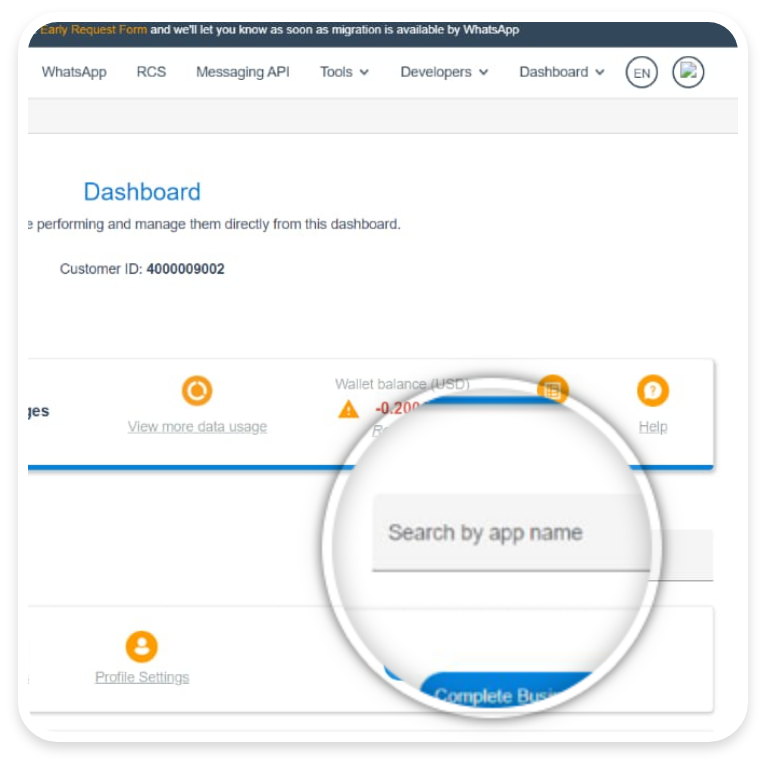 Early Request Form and we'll let you know as soon as migration is available by WhatsApp
WhatsApp RCS Messaging API Tools Developers Dashboard EN
Dashboard
performing and manage them directly from this dashboard.
Customer ID: 4000009002
Wallet balance (USD)
-0.200
View more data usage
Help
Search by app name
Profile Settings
Complete